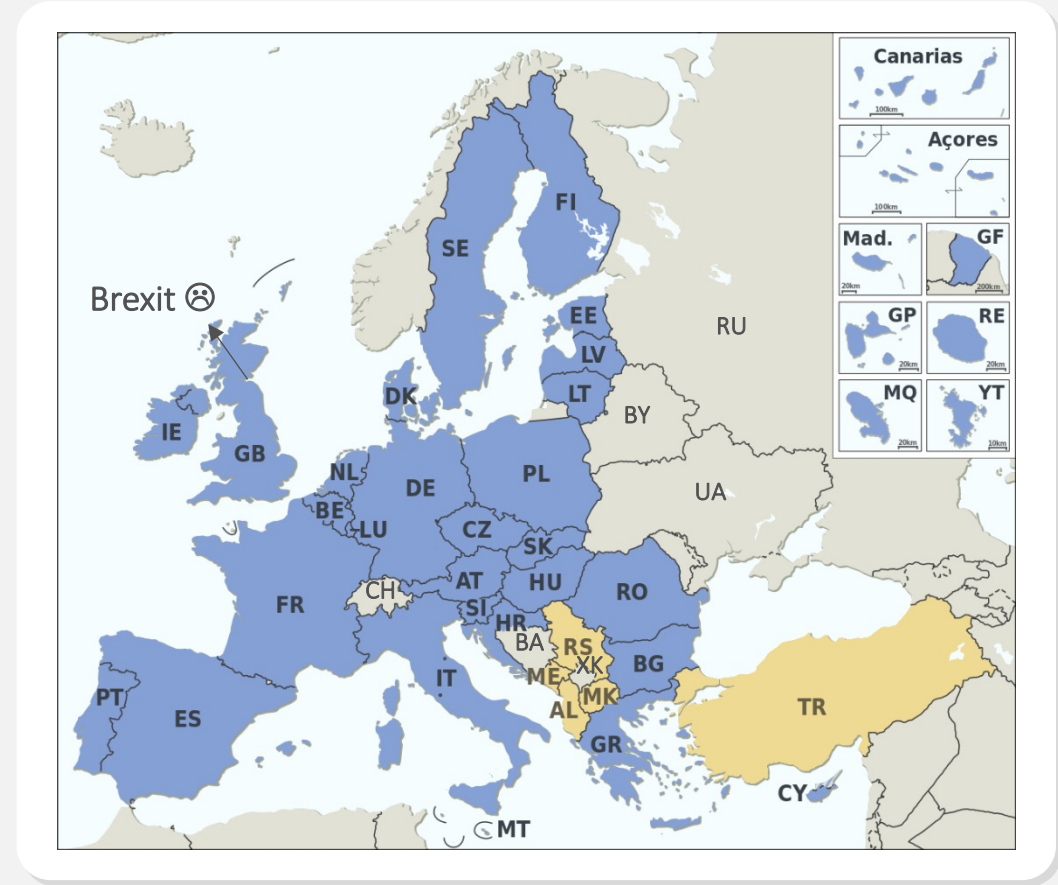 Canarias
100km
Açores
100km
Mad.
20km
GF
200km
GP
20km
RE
20km
MQ
20km
YT
10km
Brexit ☹
FI
SE
EE
RU
LV
LT
DK
BY
IE
GB
NL
DE
PL
UA
BE
LU
CZ
SK
AT
HU
CH
RO
FR
SI
HR
BA
RS
XK
BG
ME
IT
MK
PT
AL
TR
ES
GR
CY
MT